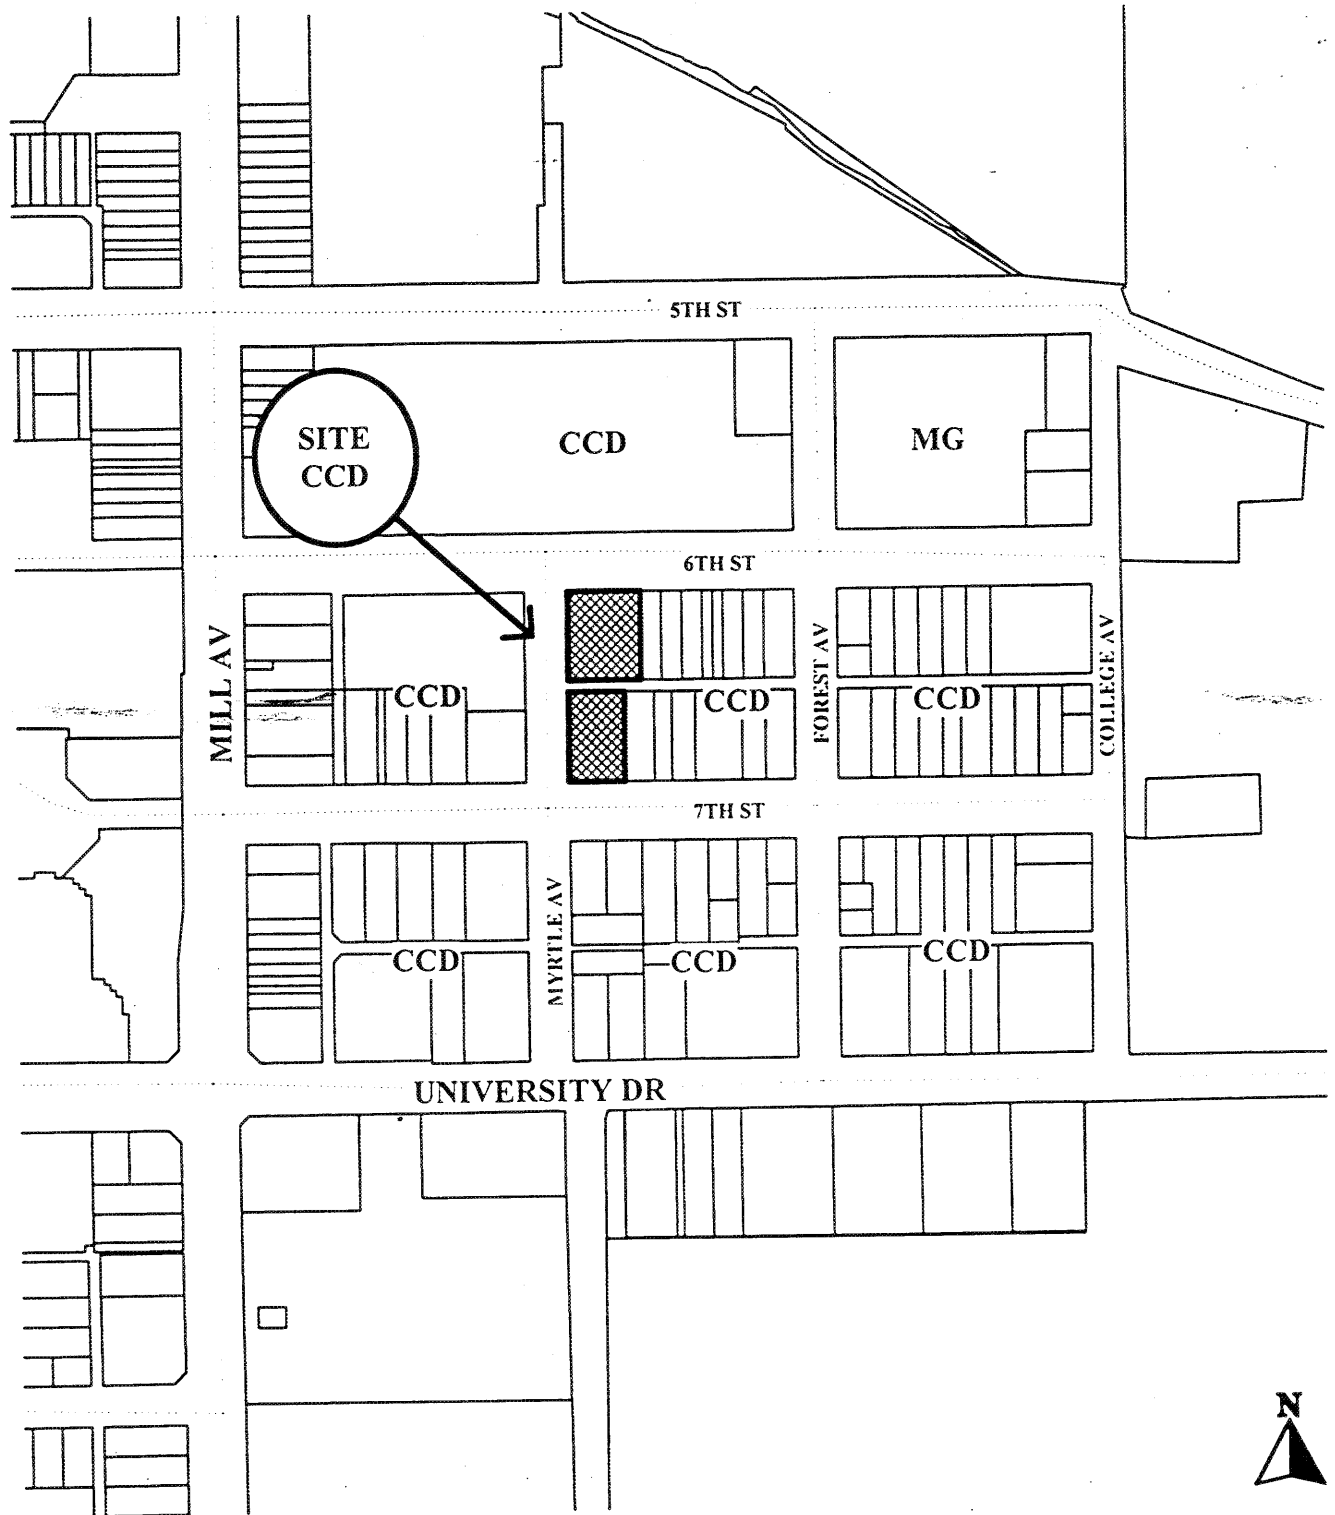 5TH ST
SITE
CCD
CCD
MG
6TH ST
MILL AV
CCD
CCD
FOREST AV
CCD
COLLEGE AV
7TH ST
MYRTLE AV
CCD
CCD
CCD
UNIVERSITY DR
N